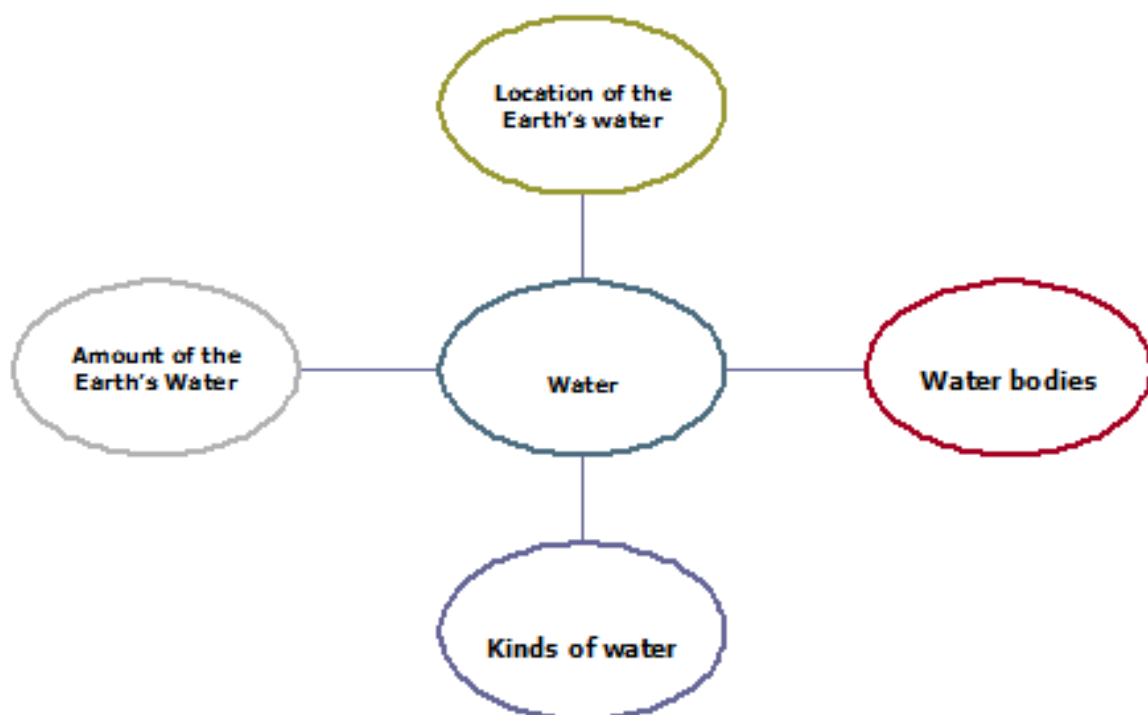 Location of the
Earth’s water
Amount of the
Earth’s Water
Water
Water bodies
Kinds of water